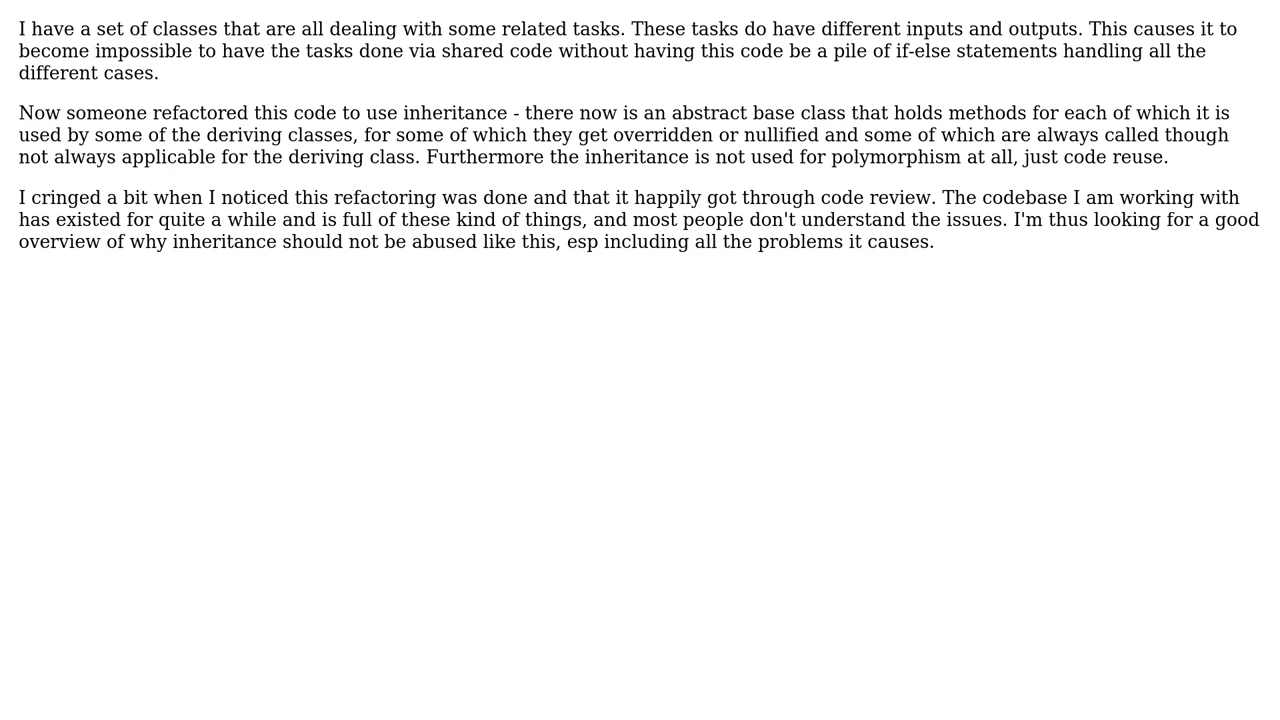 I have a set of classes that are all dealing with some related tasks. These tasks do have different inputs and outputs. This causes it to
become impossible to have the tasks done via shared code without having this code be a pile of if-else statements handling all the
different cases.
Now someone refactored this code to use inheritance - there now is an abstract base class that holds methods for each of which it is
used by some of the deriving classes, for some of which they get overridden or nullified and some of which are always called though
not always applicable for the deriving class. Furthermore the inheritance is not used for polymorphism at all, just code reuse.
I cringed a bit when I noticed this refactoring was done and that it happily got through code review. The codebase I am working with
has existed for quite a while and is full of these kind of things, and most people don't understand the issues. I'm thus looking for a good
overview of why inheritance should not be abused like this, esp including all the problems it causes.